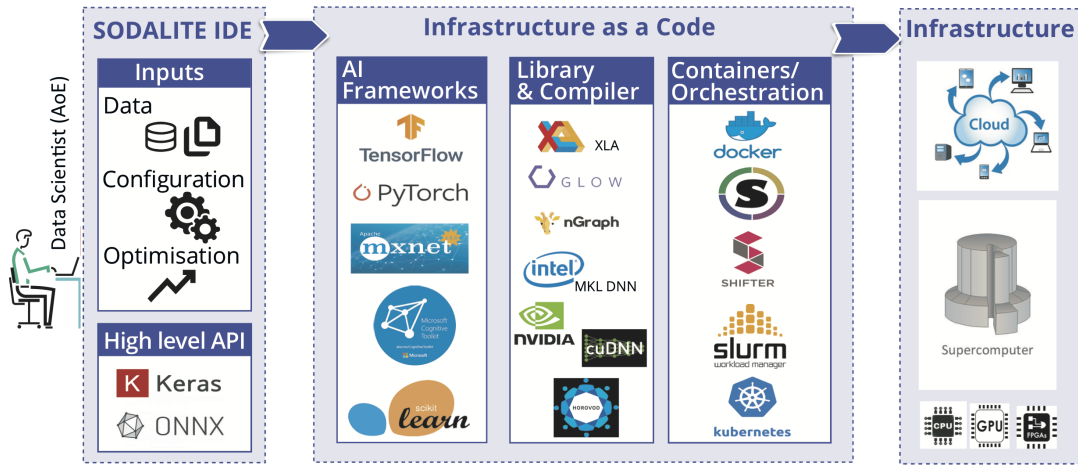 SODALITE IDE
Infrastructure as a Code
Infrastructure
Data Scientist (AoE)
Inputs
Data
Configuration
Optimisation
High level API
K Keras
ONNX
AI
Frameworks
TensorFlow
PyTorch
Apache
mxnet
Microsoft
Cognitive
Toolkit
Microsoft
scikit
learn
Library
& Compiler
XLA
GLOW
nGraph
intel
MKL DNN
NVIDIA
cuDNN
HOROVOD
Containers/
Orchestration
docker
S
SHIFTER
slurm
workload manager
kubernetes
Cloud
Supercomputer
CPU
GPU
FPGAs